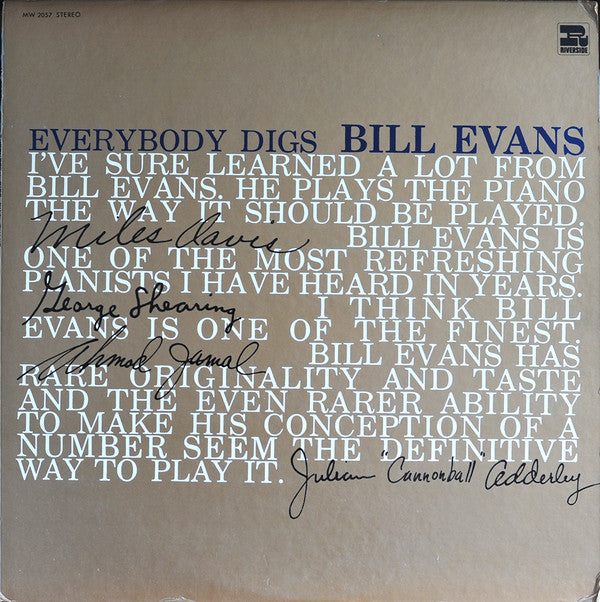 MW 2057 STEREO
RIVERSIDE
EVERYBODY DIGS BILL EVANS
I'VE SURE LEARNED A LOT FROM
BILL EVANS. HE PLAYS THE PIANO
THE WAY IT SHOULD BE PLAYED.
Miles Davis BILL EVANS IS
ONE OF THE MOST REFRESHING
PIANISTS I HAVE HEARD IN YEARS.
George Shearing I THINK BILL
EVANS IS ONE OF THE FINEST.
Ahmad Jamal BILL EVANS HAS
RARE ORIGINALITY AND TASTE
AND THE EVEN RARER ABILITY
TO MAKE HIS CONCEPTION OF A
NUMBER SEEM THE DEFINITIVE
WAY TO PLAY IT. Julian "Cannonball" Adderley